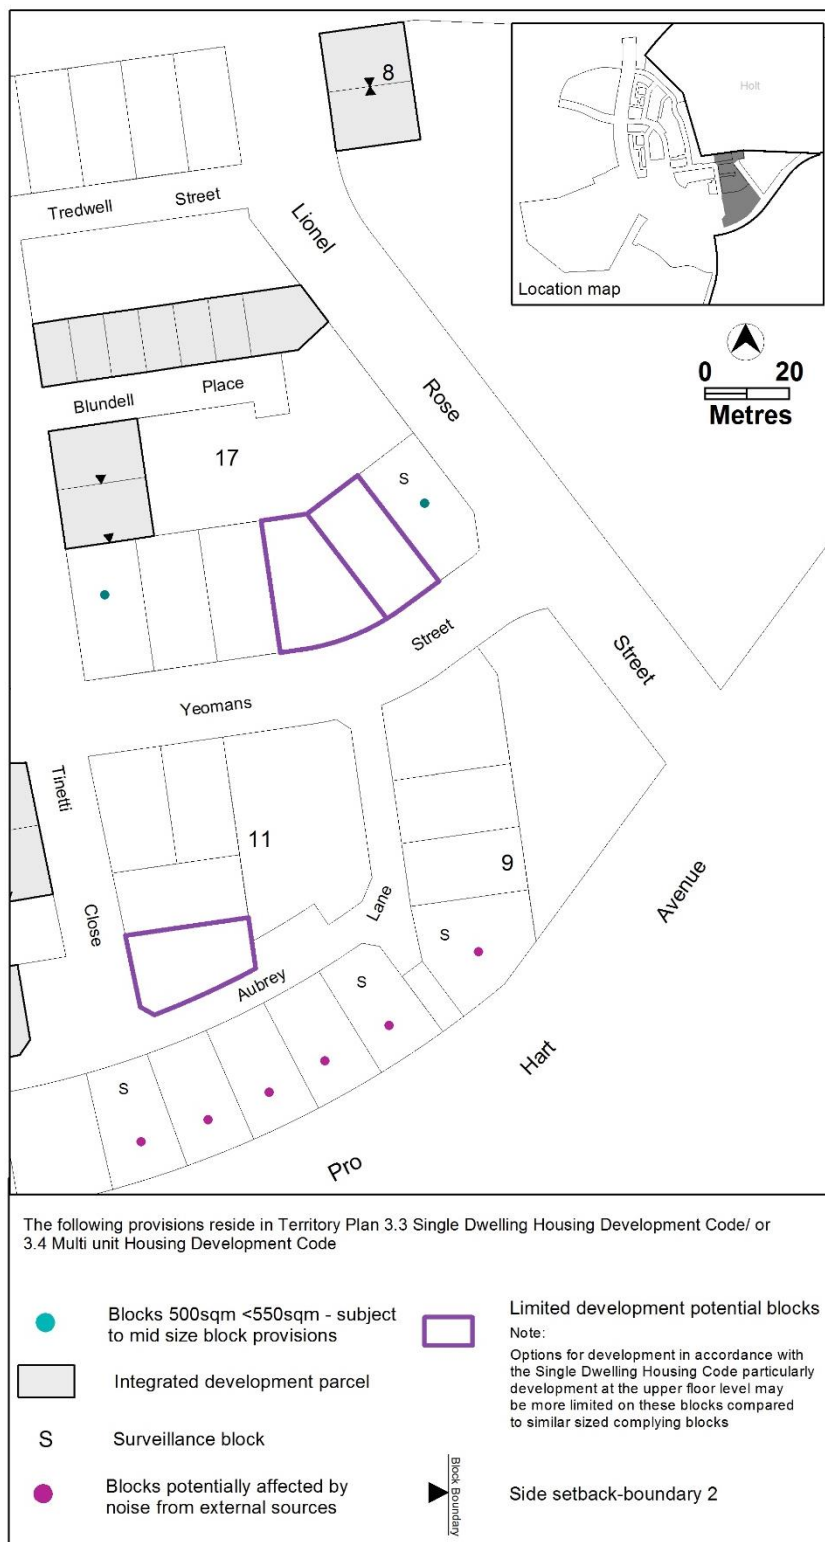 8
Holt
Location map
Tredwell Street
Lionel
0 20
Metres
Blundell Place
Rose
17
S
Street
Street
Yeomans
Tinetti
11
9
Avenue
Close
Lane
S
Aubrey
S
S
Hart
Pro
The following provisions reside in Territory Plan 3.3 Single Dwelling Housing Development Code/ or
3.4 Multi unit Housing Development Code
Blocks 500sqm <550sqm - subject
to mid size block provisions
Integrated development parcel
S Surveillance block
Blocks potentially affected by
noise from external sources
Limited development potential blocks
Note:
Options for development in accordance with
the Single Dwelling Housing Code particularly
development at the upper floor level may
be more limited on these blocks compared
to similar sized complying blocks
Block Boundary
Side setback-boundary 2